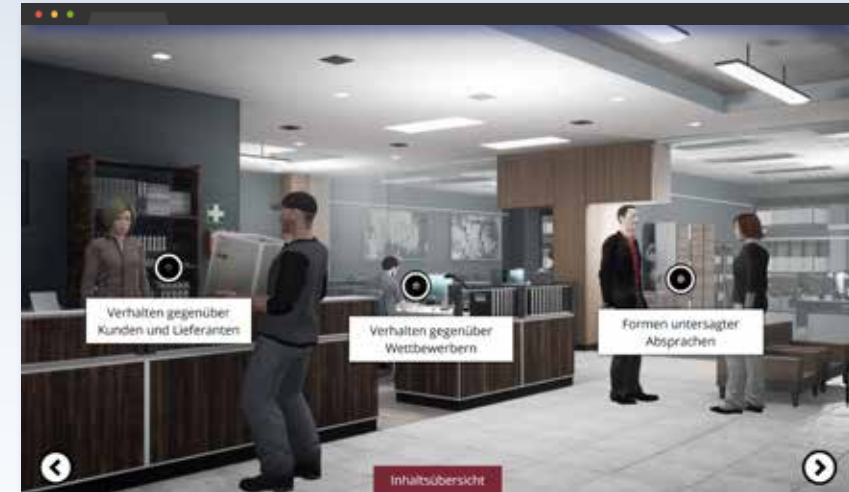 Verhalten gegenüber
Kunden und Lieferanten
Verhalten gegenüber
Wettbewerbern
Formen untersagter
Absprachen
Inhaltsübersicht